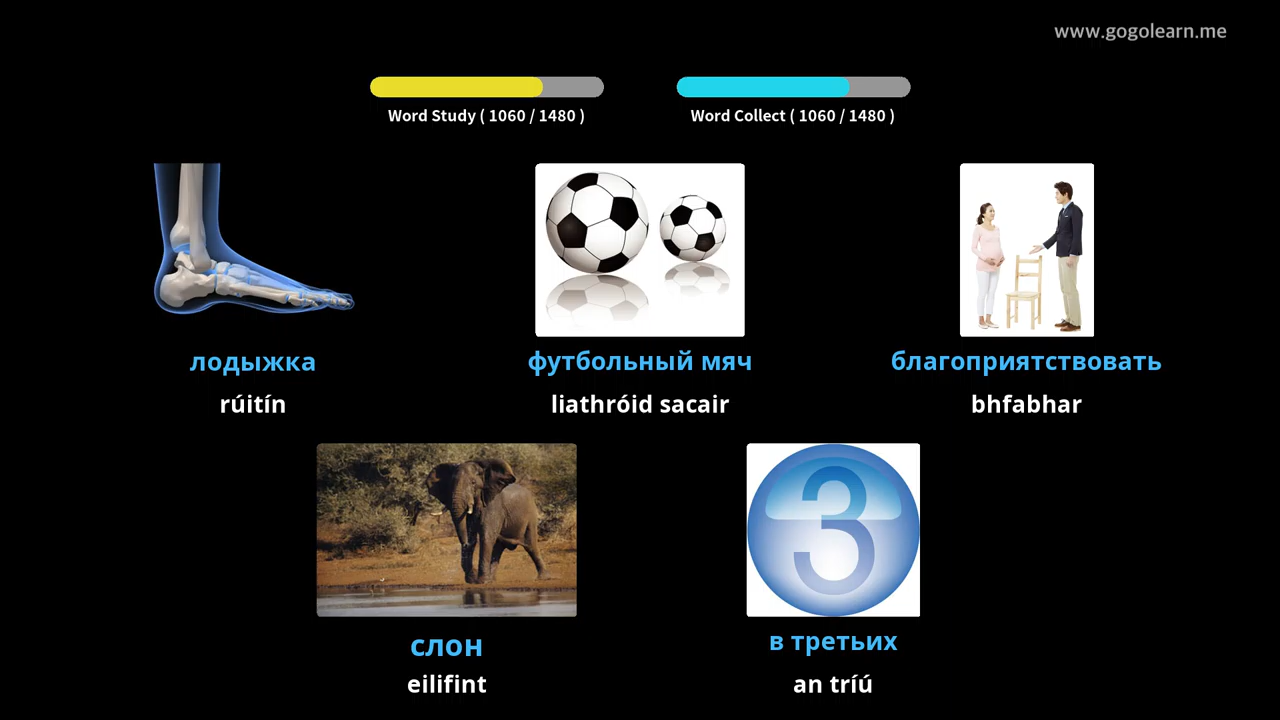 www.gogolearn.me
Word Study ( 1060 / 1480 )
Word Collect ( 1060 / 1480 )
лодыжка
футбольный мяч
благоприятствовать
rúitín
liathróid sacair
bhfabhar
3
слон
в третьих
eilifint
an tríú